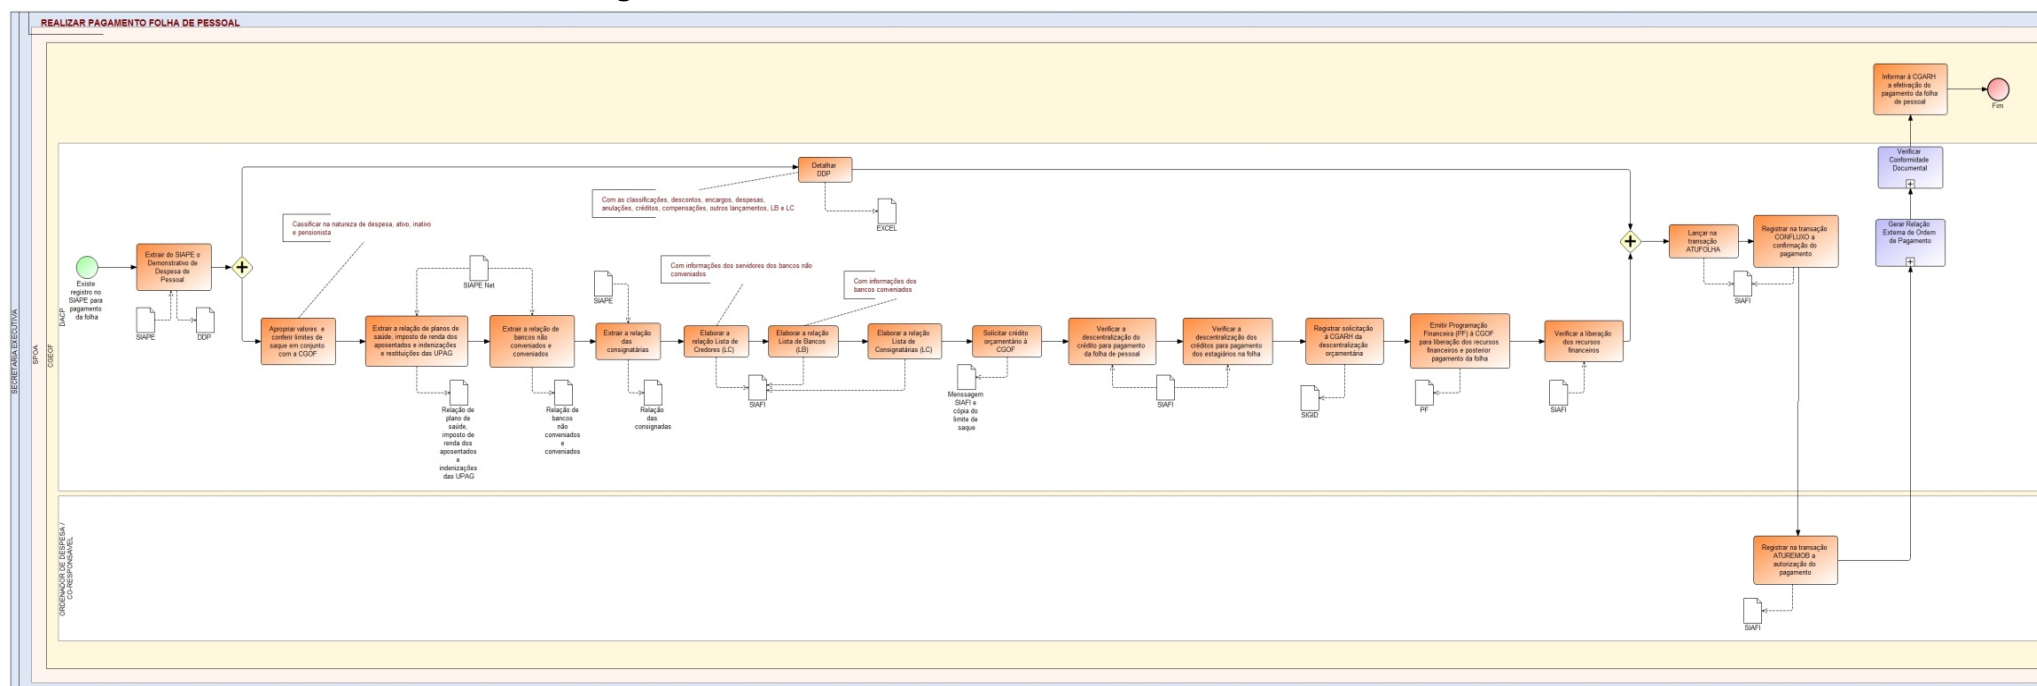 REALIZAR PAGAMENTO FOLHA DE PESSOAL
SECRETARIA EXECUTIVA
SPOA
CGEOF
DACP
Existe
registro no
SIAPE para
pagamento
da folha
Extrair do SIAPE e
Demonstrativo de
Despesa de
Pessoal
SIAPE
DDP
Classificar na natureza de despesa, ativo, inativo
e pensionista
Apropriar valores e
conferir limites de
saque em conjunto
com a CGOF
Extrair a relação de planos de
saúde, imposto de renda dos
aposentados e indenizações
e restituições das UPAG
SIAPE Net
Relação de
plano de
saúde,
imposto de
renda dos
aposentados
e
indenizações
das UPAG
Extrair a relação de
bancos não
conveniados e
conveniados
Relação de
bancos
não
conveniados
e
conveniados
SIAPE
Extrair a relação
das
consignatárias
Relação
das
consignadas
Detalhar
DDP
Com as classificações, descontos, encargos, despesas,
anulações, créditos, compensações, outros lançamentos, LB e LC
EXCEL
Com informações dos servidores dos bancos não
conveniados
Elaborar a
relação Lista de
Credores (LC)
Com informações dos
bancos conveniados
Elaborar a relação
Lista de Bancos
(LB)
Elaborar a relação
Lista de
Consignatárias (LC)
SIAFI
Solicitar crédito
orçamentário à
CGOF
Menssagem
SIAFI e
cópia do
limite de
saque
Verificar a
descentralização do
crédito para pagamento
da folha de pessoal
Verificar a
descentralização dos
créditos para pagamento
dos estagiários na folha
SIAFI
Registrar solicitação
à CGARH da
descentralização
orçamentária
SIGID
Emitir Programação
Financeira (PF) à CGOF
para liberação dos recursos
financeiros e posterior
pagamento da folha
PF
Verificar a liberação
dos recursos
financeiros
SIAFI
Lançar na
transação
ATUFOLHA
Registrar na transação
CONFLUXO a
confirmação do
pagamento
SIAFI
ORDENADOR DE DESPESA /
CO-RESPONSÁVEL
Registrar na transação
ATUREMOB a
autorização do
pagamento
SIAFI
Gerar Relação
Externa de Ordem
de Pagamento
Verificar
Conformidade
Documental
Informar à CGARH
a efetivação do
pagamento da folha
de pessoal
Fim